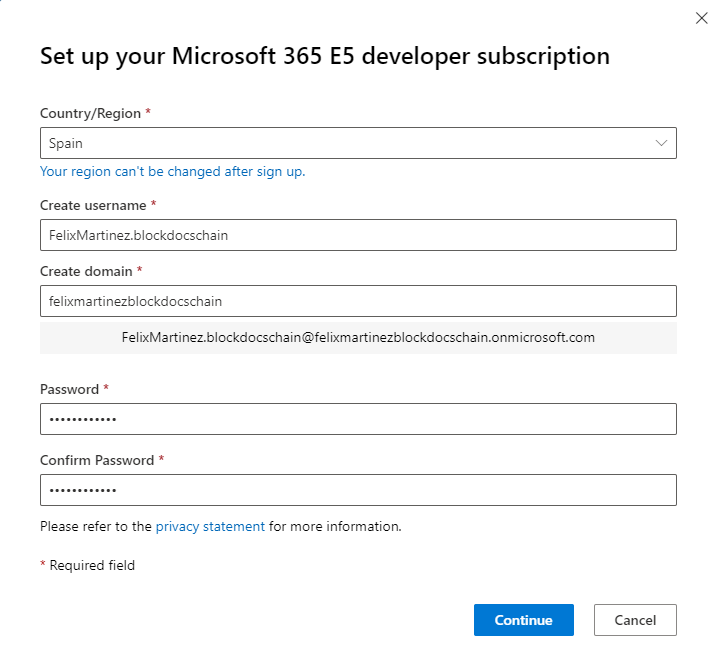 Set up your Microsoft 365 E5 developer subscription
Country/Region *
Spain
Your region can't be changed after sign up.
Create username *
FelixMartinez.blockdocschain
Create domain *
felixmartinezblockdocschain
FelixMartinez.blockdocschain@felixmartinezblockdocschain.onmicrosoft.com
Password *
••••••••••••
Confirm Password *
••••••••••••
Please refer to the privacy statement for more information.
* Required field
Continue Cancel